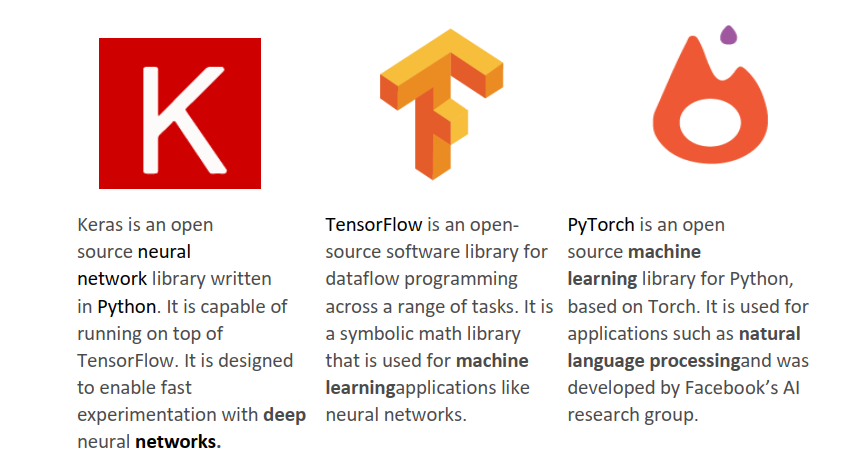 K
Keras is an open
source neural
network library written
in Python. It is capable of
running on top of
TensorFlow. It is designed
to enable fast
experimentation with deep
neural networks.
TensorFlow is an open-
source software library for
dataflow programming
across a range of tasks. It is
a symbolic math library
that is used for machine
learningapplications like
neural networks.
PyTorch is an open
source machine
learning library for Python,
based on Torch. It is used for
applications such as natural
language processingand was
developed by Facebook’s AI
research group.